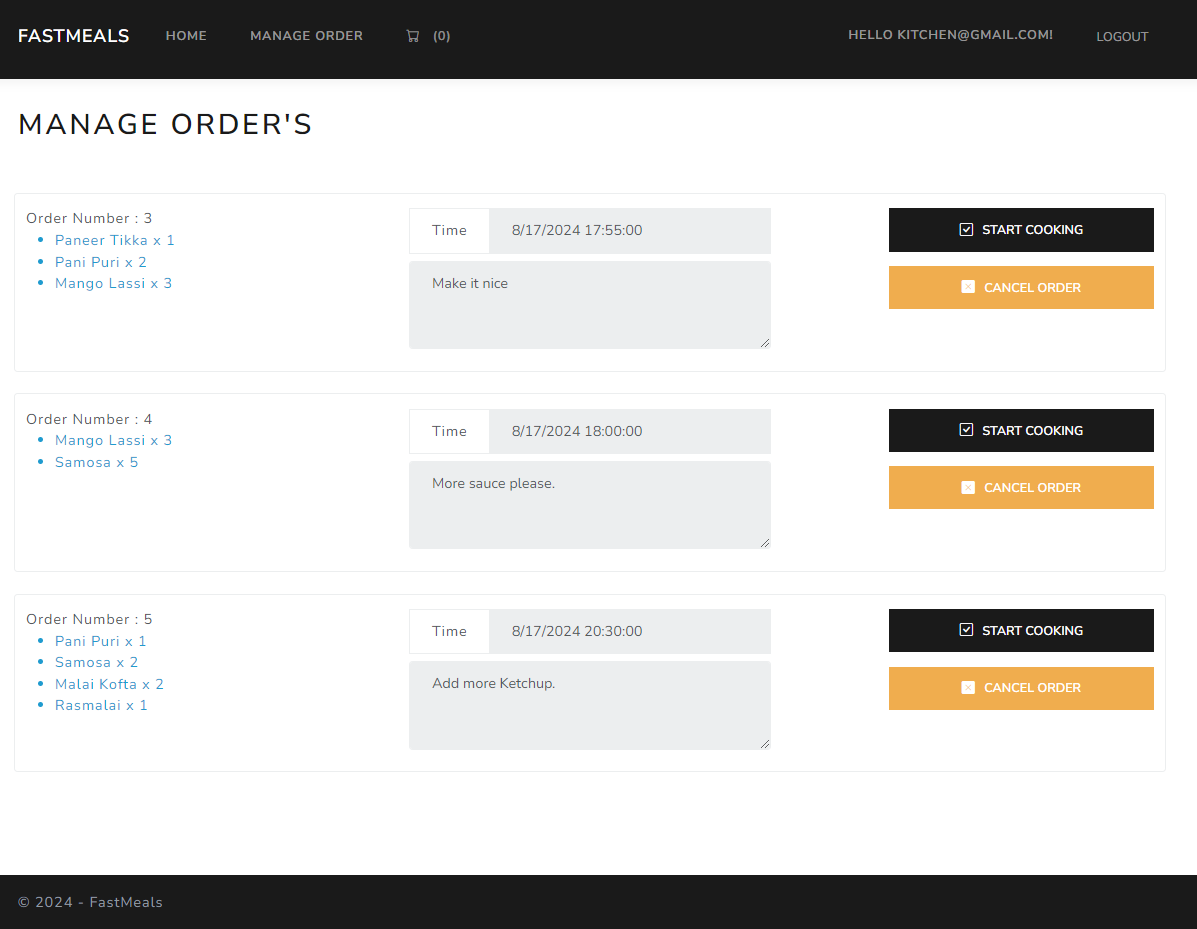 FASTMEALS HOME MANAGE ORDER (0) HELLO KITCHEN@GMAIL.COM! LOGOUT
MANAGE ORDER'S
Order Number : 3
Paneer Tikka x 1
Pani Puri x 2
Mango Lassi x 3
Time 8/17/2024 17:55:00
Make it nice
START COOKING
CANCEL ORDER
Order Number : 4
Mango Lassi x 3
Samosa x 5
Time 8/17/2024 18:00:00
More sauce please.
START COOKING
CANCEL ORDER
Order Number : 5
Pani Puri x 1
Samosa x 2
Malai Kofta x 2
Rasmalai x 1
Time 8/17/2024 20:30:00
Add more Ketchup.
START COOKING
CANCEL ORDER
© 2024 - FastMeals